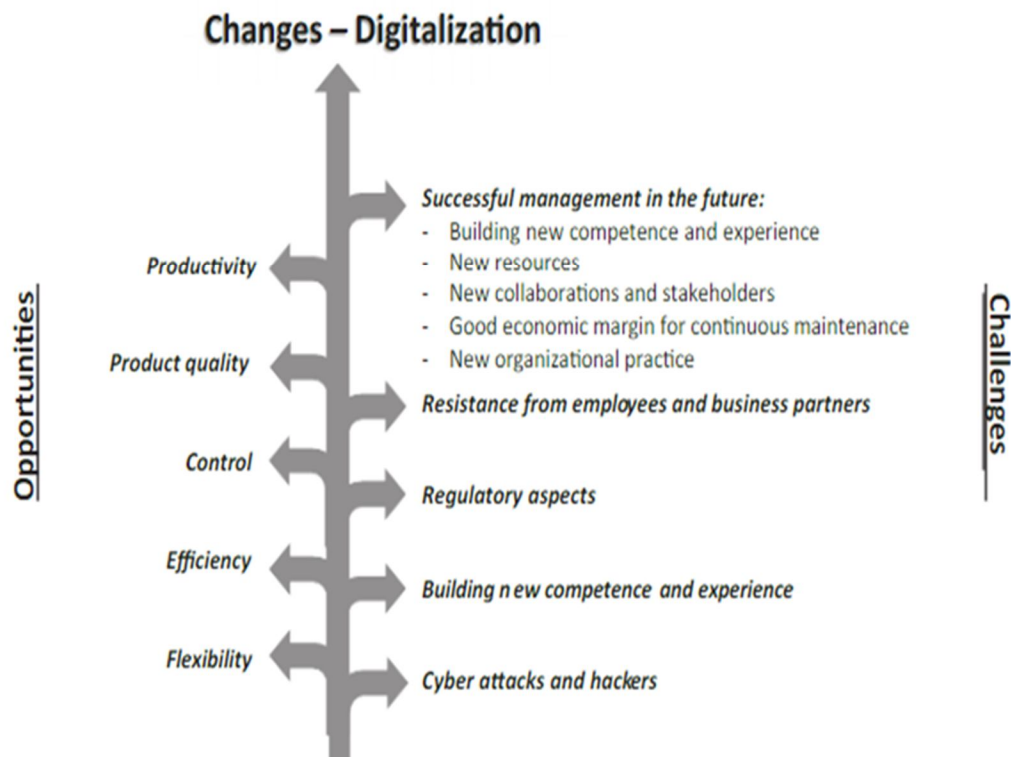 Changes – Digitalization
Opportunities
Productivity
Product quality
Control
Efficiency
Flexibility
Successful management in the future:
- Building new competence and experience
- New resources
- New collaborations and stakeholders
- Good economic margin for continuous maintenance
- New organizational practice
Resistance from employees and business partners
Regulatory aspects
Building new competence and experience
Cyber attacks and hackers
Challenges